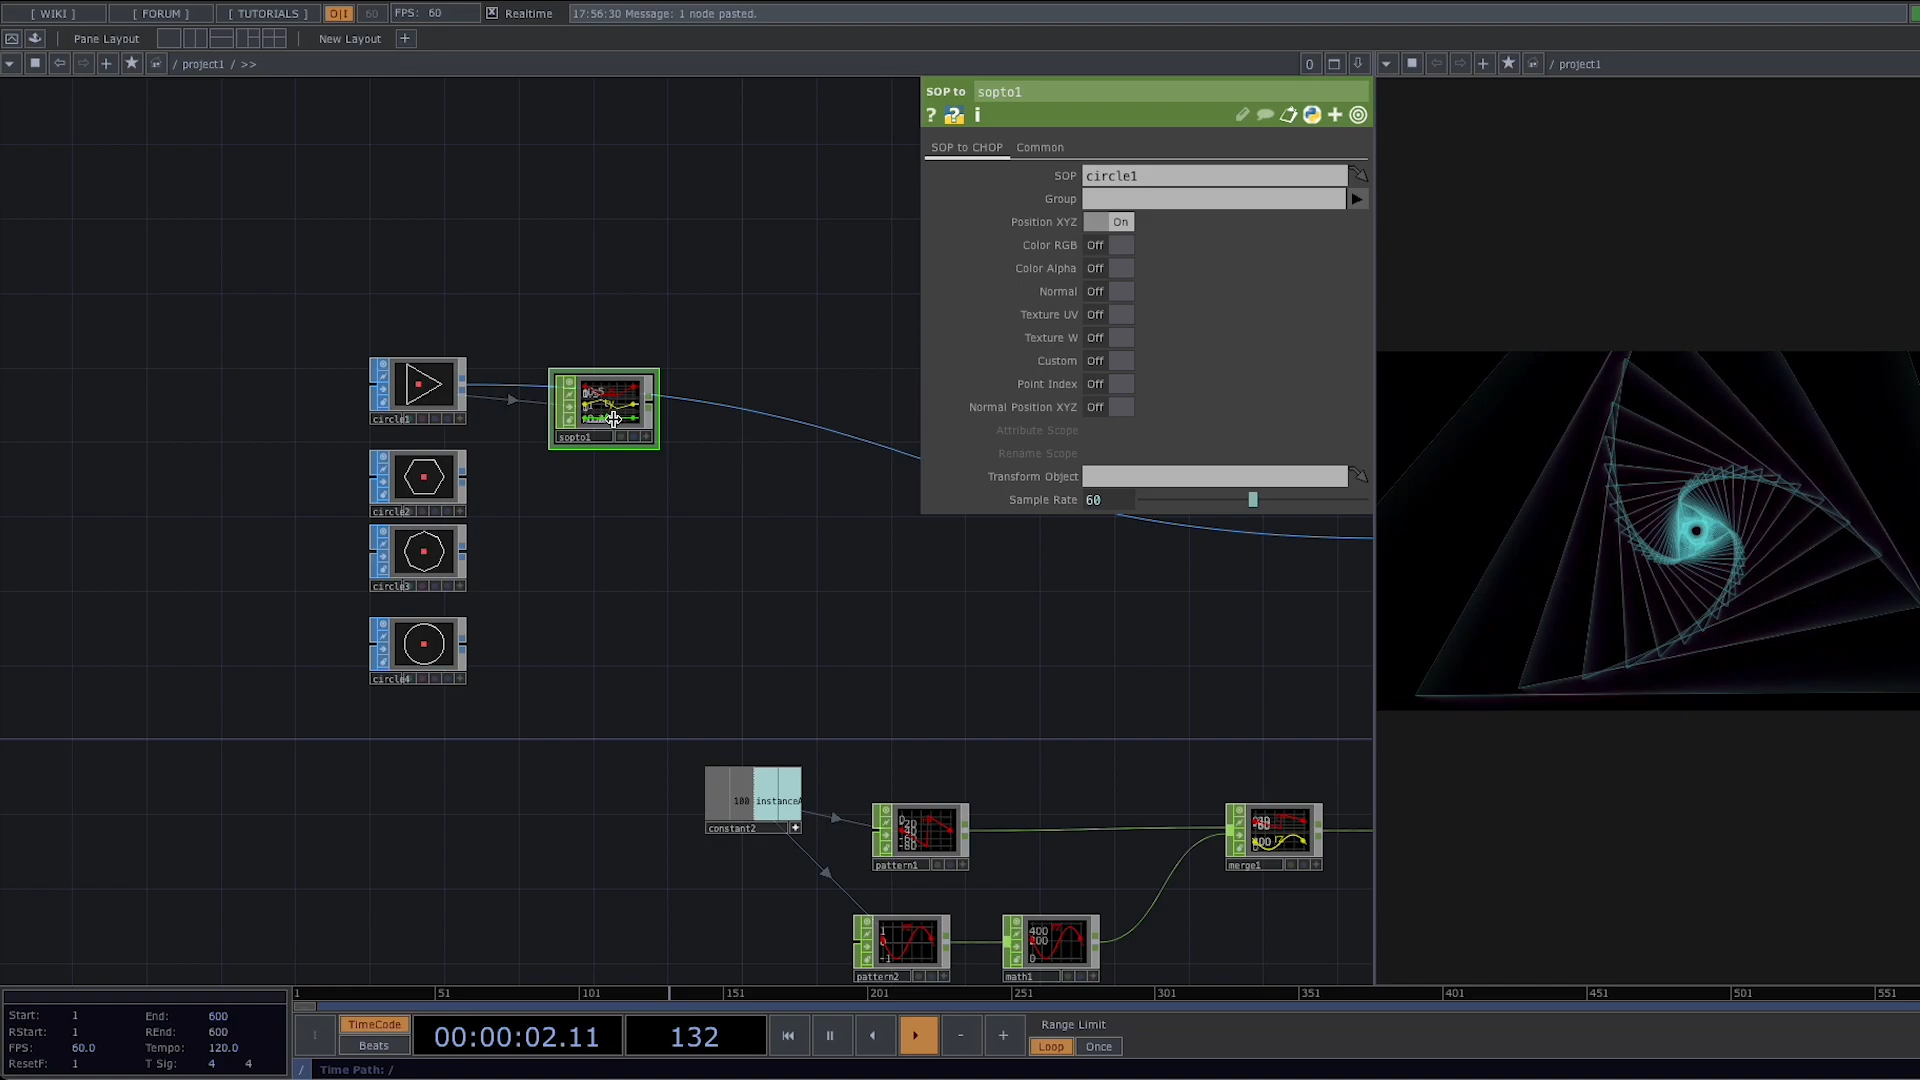 [ WIKI ] [ FORUM ] [ TUTORIALS ] O|I 60 FPS: 60 Realtime 17:56:30 Message: 1 node pasted.
Pane Layout New Layout +
/ project1 / >> 0 / project1
SOP to sopto1
? i
SOP to CHOP Common
SOP circle1
Group
Position XYZ On
Color RGB Off
Color Alpha Off
Normal Off
Texture UV Off
Texture W Off
Custom Off
Point Index Off
Normal Position XYZ Off
Attribute Scope
Rename Scope
Transform Object
Sample Rate 60
circle1
sopto1
circle2
circle3
circle4
100 instanceA
constant2
pattern1
merge1
pattern2
math1
1 51 101 151 201 251 301 351 401 451 501 551
Start: 1 End: 600
RStart: 1 REnd: 600
FPS: 60.0 Tempo: 120.0
ResetF: 1 T Sig: 4 4
TimeCode
Beats
00:00:02.11 132
Range Limit
Loop Once
/ Time Path: /